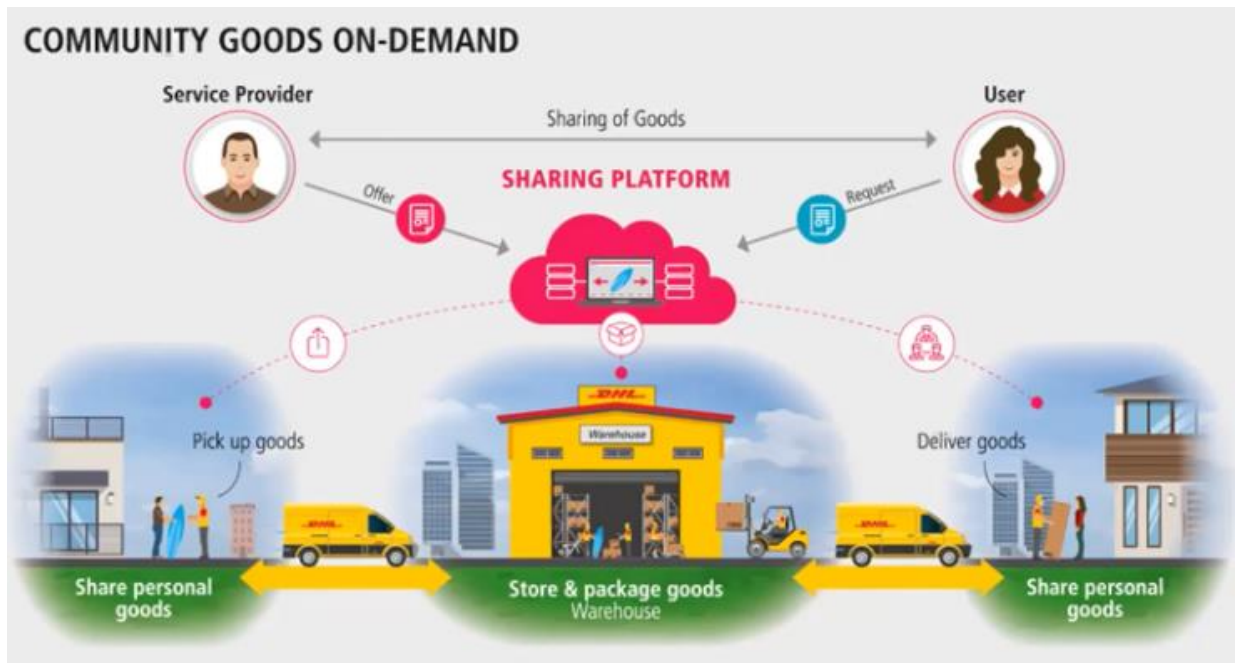 COMMUNITY GOODS ON-DEMAND
Service Provider
User
Sharing of Goods
SHARING PLATFORM
Offer
Request
DHL
Warehouse
Pick up goods
Deliver goods
DHL
DHL
Share personal
goods
Store & package goods
Warehouse
Share personal
goods